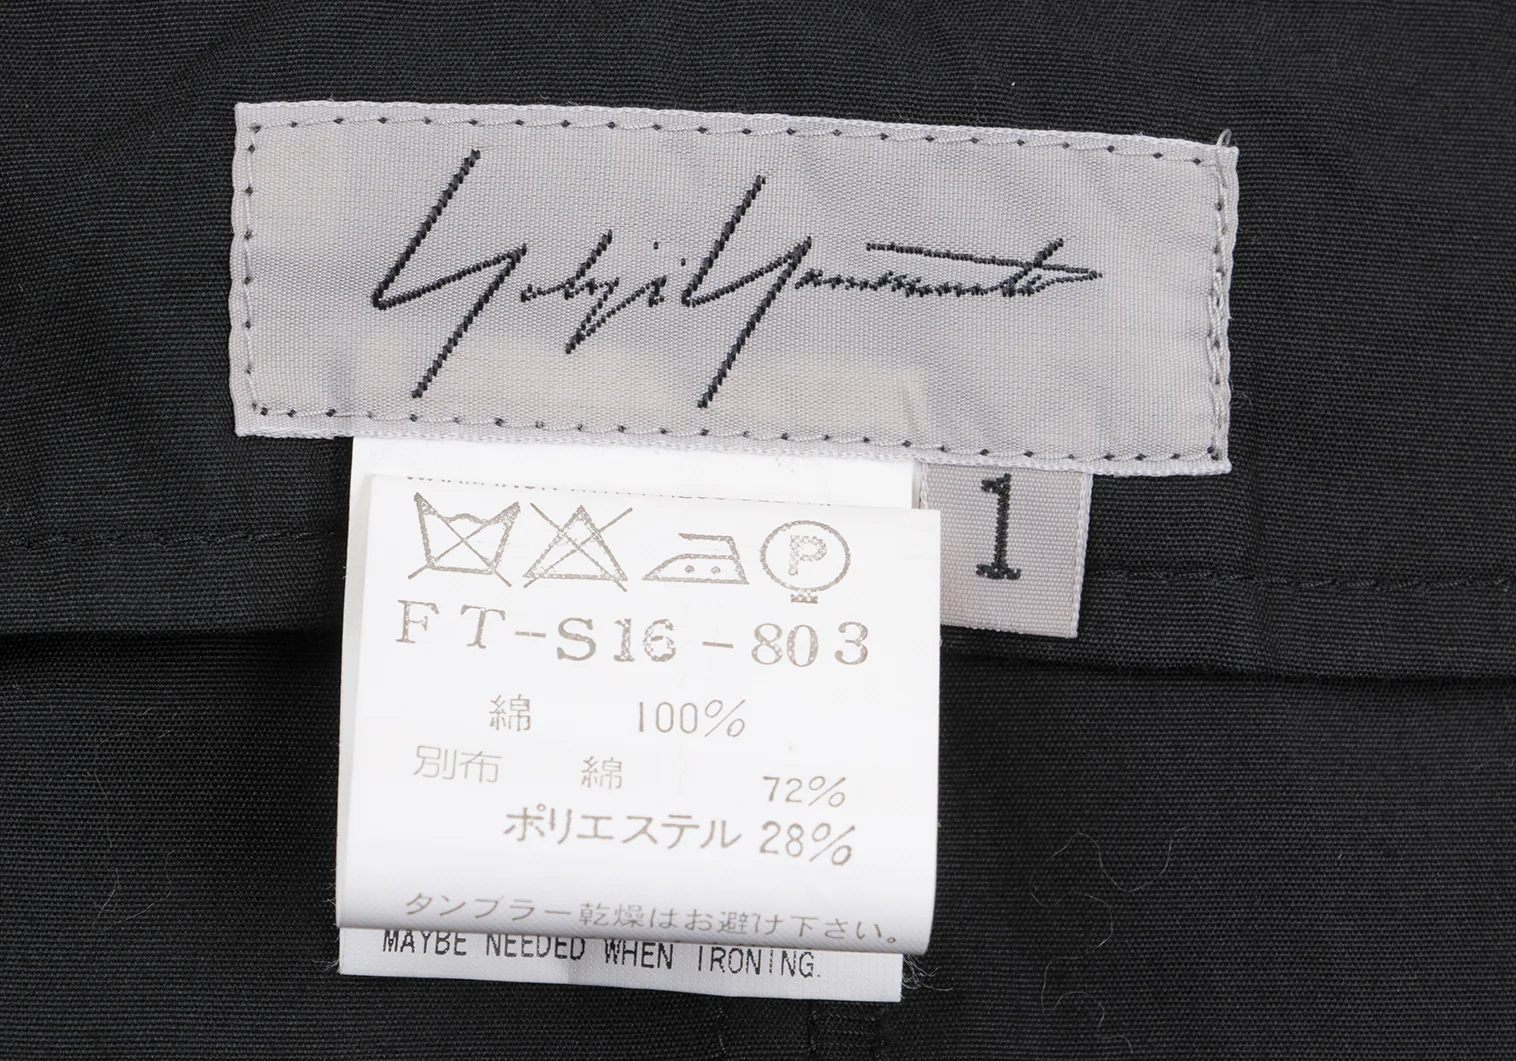 Yohji Yamamoto
1
P
FT-S16-803
綿 100%
別布 綿 72%
ポリエステル 28%
タンブラー乾燥はお避け下さい。
MAYBE NEEDED WHEN IRONING.